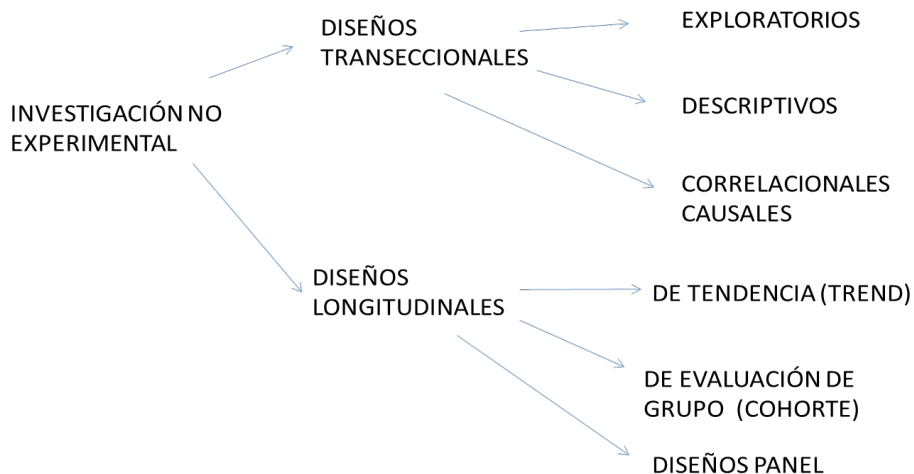 INVESTIGACIÓN NO
EXPERIMENTAL
DISEÑOS
TRANSECCIONALES
EXPLORATORIOS
DESCRIPTIVOS
CORRELACIONALES
CAUSALES
DISEÑOS
LONGITUDINALES
DE TENDENCIA (TREND)
DE EVALUACIÓN DE
GRUPO (COHORTE)
DISEÑOS PANEL